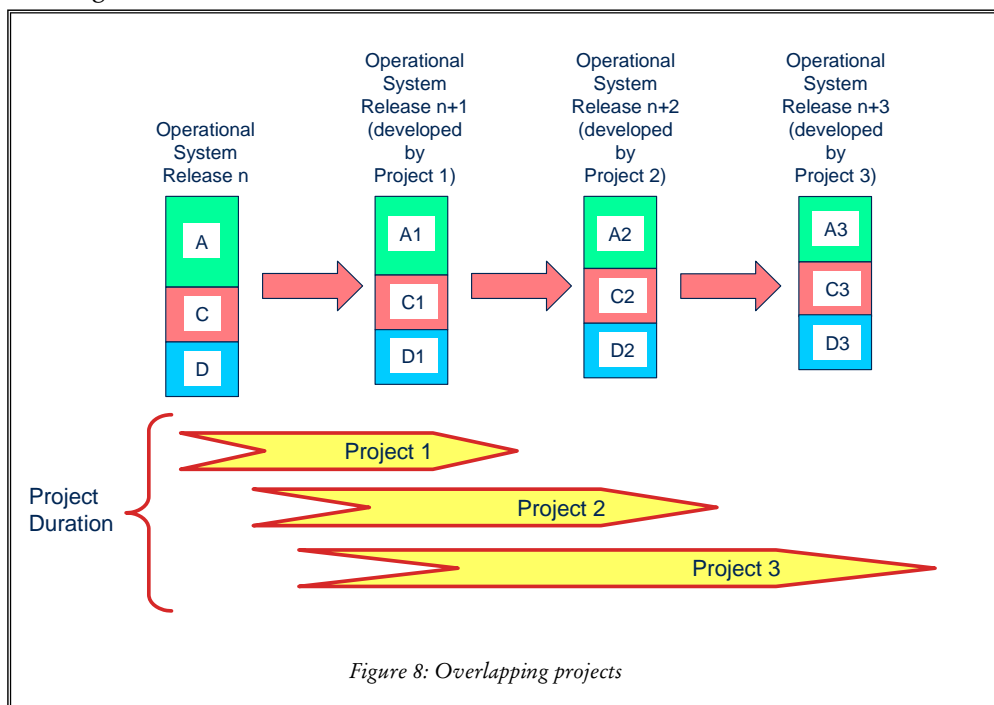 Operational
System
Release n
Operational
System
Release n+1
(developed
by
Project 1)
Operational
System
Release n+2
(developed
by
Project 2)
Operational
System
Release n+3
(developed
by
Project 3)
A
C
D
A1
C1
D1
A2
C2
D2
A3
C3
D3
Project
Duration
Project 1
Project 2
Project 3
Figure 8: Overlapping projects